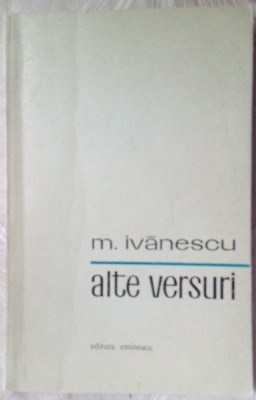 m. ivănescu
alte versuri
editura eminescu